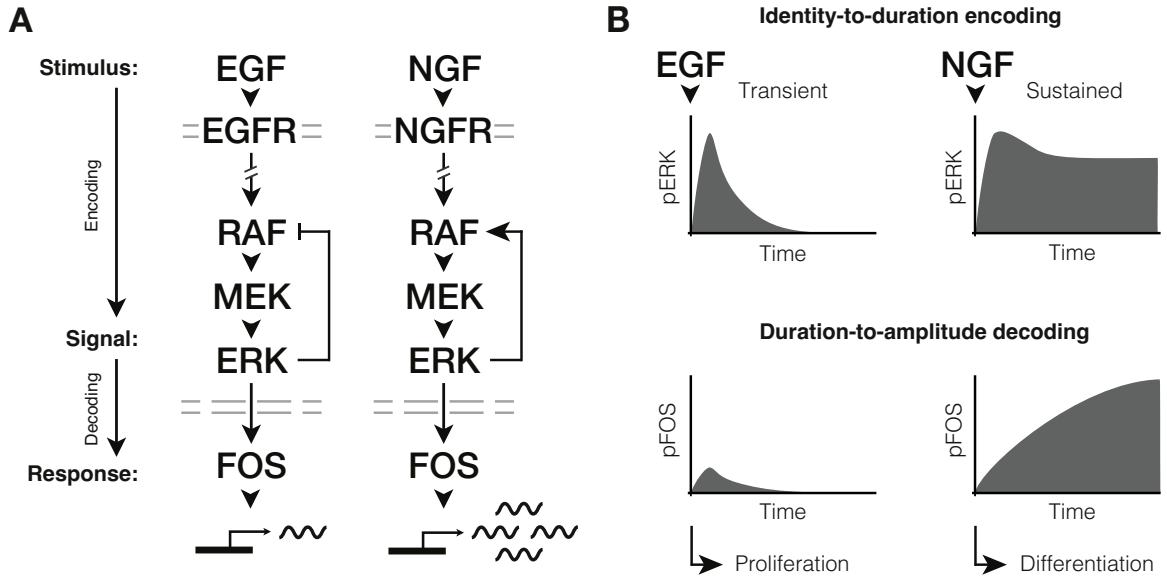 A
Stimulus:
EGF
NGF
EGFR
NGFR
Encoding
RAF
RAF
MEK
MEK
Signal:
ERK
ERK
Decoding
Response:
FOS
FOS
B
Identity-to-duration encoding
EGF
Transient
pERK
Time
NGF
Sustained
pERK
Time
Duration-to-amplitude decoding
pFOS
Time
Proliferation
pFOS
Time
Differentiation